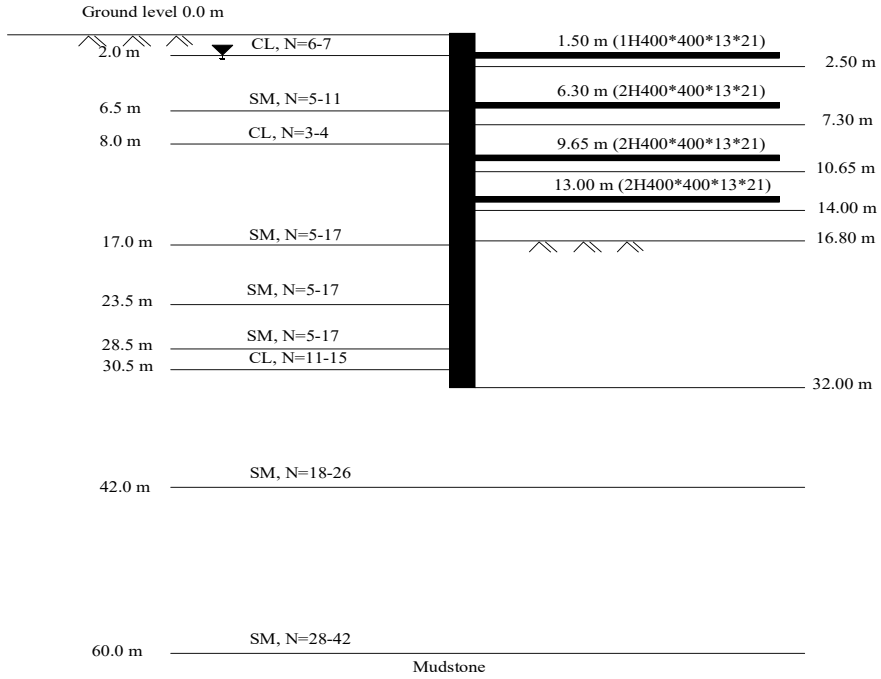 Ground level 0.0 m
CL, N=6-7
1.50 m (1H400*400*13*21)
2.0 m
2.50 m
6.30 m (2H400*400*13*21)
SM, N=5-11
6.5 m
7.30 m
CL, N=3-4
8.0 m
9.65 m (2H400*400*13*21)
10.65 m
13.00 m (2H400*400*13*21)
14.00 m
SM, N=5-17
17.0 m
16.80 m
SM, N=5-17
23.5 m
SM, N=5-17
28.5 m
CL, N=11-15
30.5 m
32.00 m
SM, N=18-26
42.0 m
SM, N=28-42
60.0 m
Mudstone